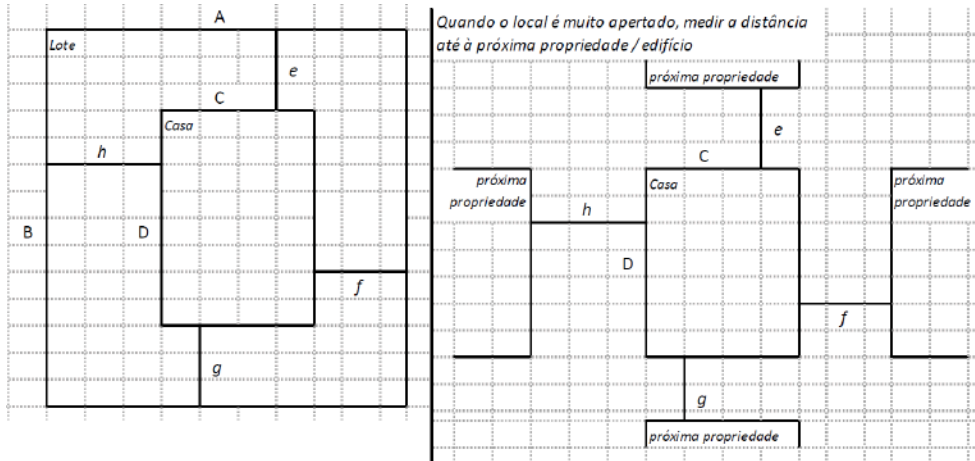 A
Lote
e
C
Casa
h
B
D
f
g
Quando o local é muito apertado, medir a distância
até à próxima propriedade / edifício
próxima propriedade
e
C
próxima
propriedade
Casa
próxima
propriedade
h
D
f
g
próxima propriedade